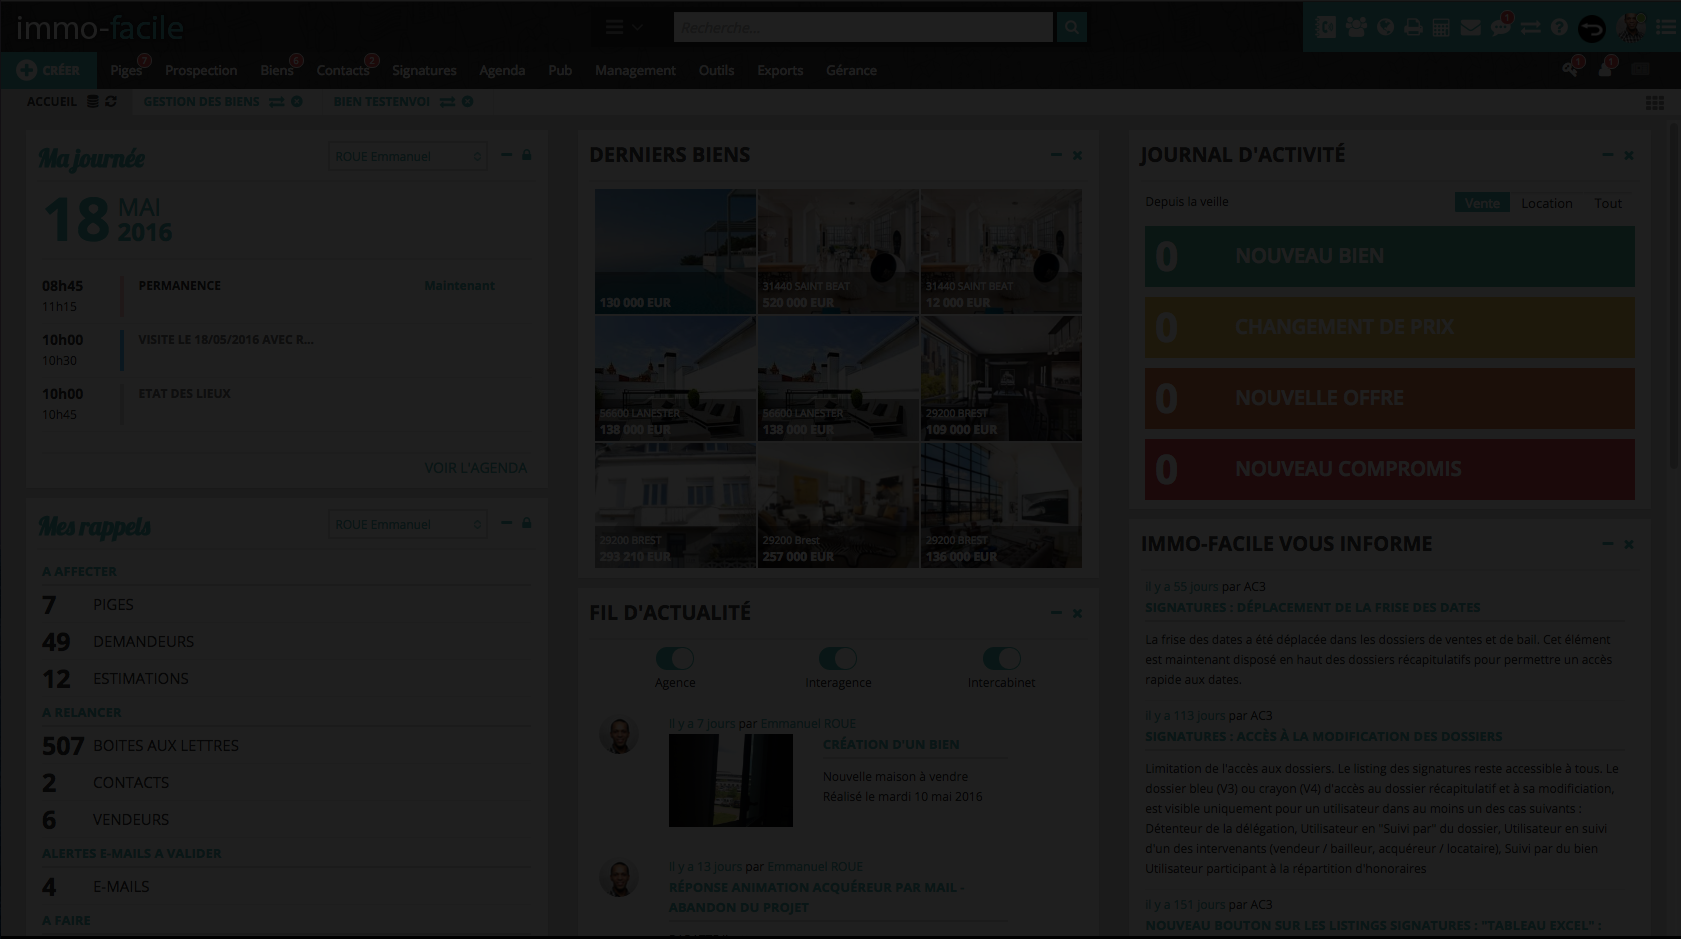 immo-facile
Recherche...
1
CRÉER
Piges 7
Prospection
Biens 6
Contacts 2
Signatures
Agenda
Pub
Management
Outils
Exports
Gérance
1
1
ACCUEIL
GESTION DES BIENS
BIEN TESTENVOI
Ma journée
ROUE Emmanuel
18 MAI
2016
08h45 PERMANENCE Maintenant
11h15
10h00 VISITE LE 18/05/2016 AVEC R...
10h30
10h00 ETAT DES LIEUX
10h45
VOIR L'AGENDA
Mes rappels
ROUE Emmanuel
A AFFECTER
7 PIGES
49 DEMANDEURS
12 ESTIMATIONS
A RELANCER
507 BOITES AUX LETTRES
2 CONTACTS
6 VENDEURS
ALERTES E-MAILS A VALIDER
4 E-MAILS
A FAIRE
DERNIERS BIENS
130 000 EUR
31440 SAINT BEAT
520 000 EUR
31440 SAINT BEAT
12 000 EUR
56600 LANESTER
138 000 EUR
56600 LANESTER
138 000 EUR
29200 BREST
109 000 EUR
29200 BREST
293 210 EUR
29200 Brest
257 000 EUR
29200 BREST
136 000 EUR
FIL D'ACTUALITÉ
Agence
Interagence
Intercabinet
il y a 7 jours par Emmanuel ROUE
CRÉATION D'UN BIEN
Nouvelle maison à vendre
Réalisé le mardi 10 mai 2016
il y a 13 jours par Emmanuel ROUE
RÉPONSE ANIMATION ACQUÉREUR PAR MAIL -
ABANDON DU PROJET
JOURNAL D'ACTIVITÉ
Depuis la veille
Vente
Location
Tout
0 NOUVEAU BIEN
0 CHANGEMENT DE PRIX
0 NOUVELLE OFFRE
0 NOUVEAU COMPROMIS
IMMO-FACILE VOUS INFORME
il y a 55 jours par AC3
SIGNATURES : DÉPLACEMENT DE LA FRISE DES DATES
La frise des dates a été déplacée dans les dossiers de ventes et de bail. Cet élément
est maintenant disposé en haut des dossiers récapitulatifs pour permettre un accès
rapide aux dates.
il y a 113 jours par AC3
SIGNATURES : ACCÈS À LA MODIFICATION DES DOSSIERS
Limitation de l'accès aux dossiers. Le listing des signatures reste accessible à tous. Le
dossier bleu (V3) ou crayon (V4) d'accès au dossier récapitulatif et à sa modificiation,
est visible uniquement pour un utilisateur dans au moins un des cas suivants :
Détenteur de la délégation, Utilisateur en "Suivi par" du dossier, Utilisateur en suivi
d'un des intervenants (vendeur / bailleur, acquéreur / locataire), Suivi par du bien
Utilisateur participant à la répartition d'honoraires
il y a 151 jours par AC3
NOUVEAU BOUTON SUR LES LISTINGS SIGNATURES : "TABLEAU EXCEL" :